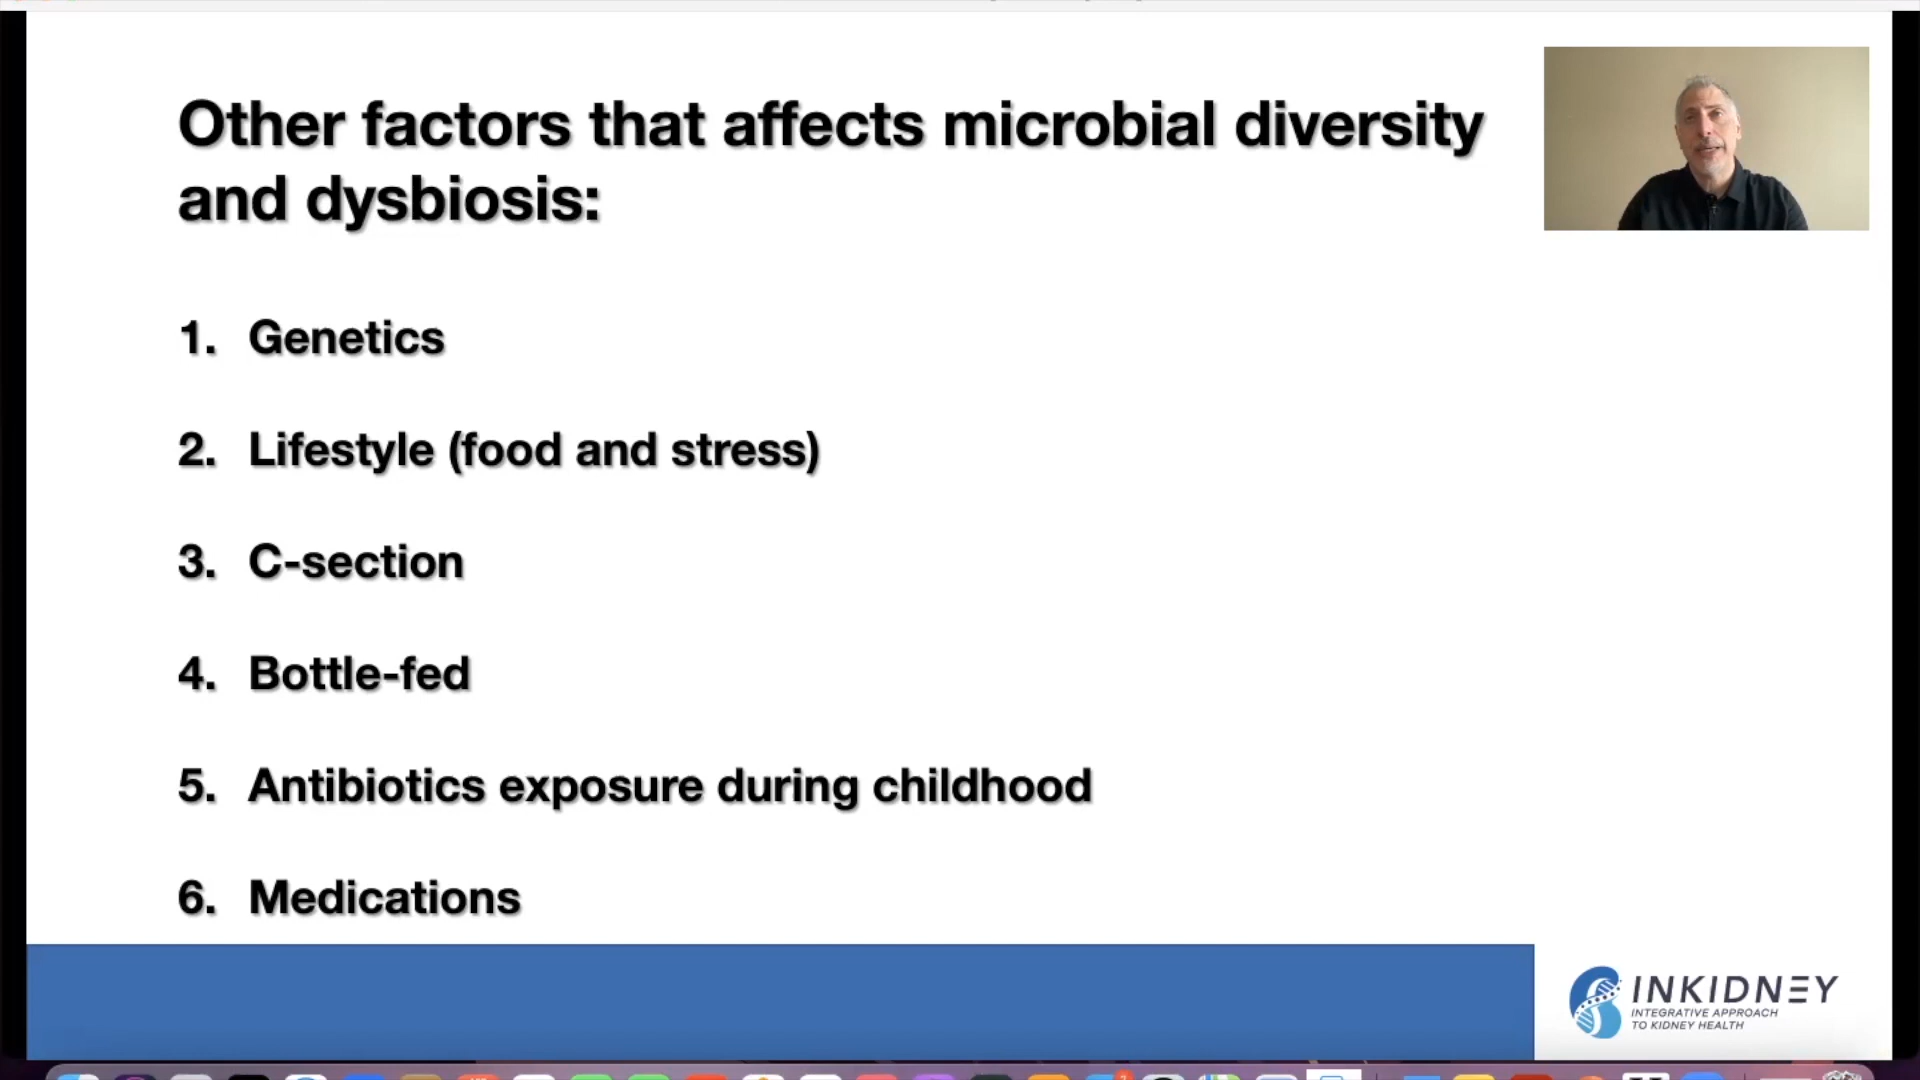 Other factors that affects microbial diversity
and dysbiosis:
1. Genetics
2. Lifestyle (food and stress)
3. C-section
4. Bottle-fed
5. Antibiotics exposure during childhood
6. Medications
INKIDNEY
INTEGRATIVE APPROACH
TO KIDNEY HEALTH